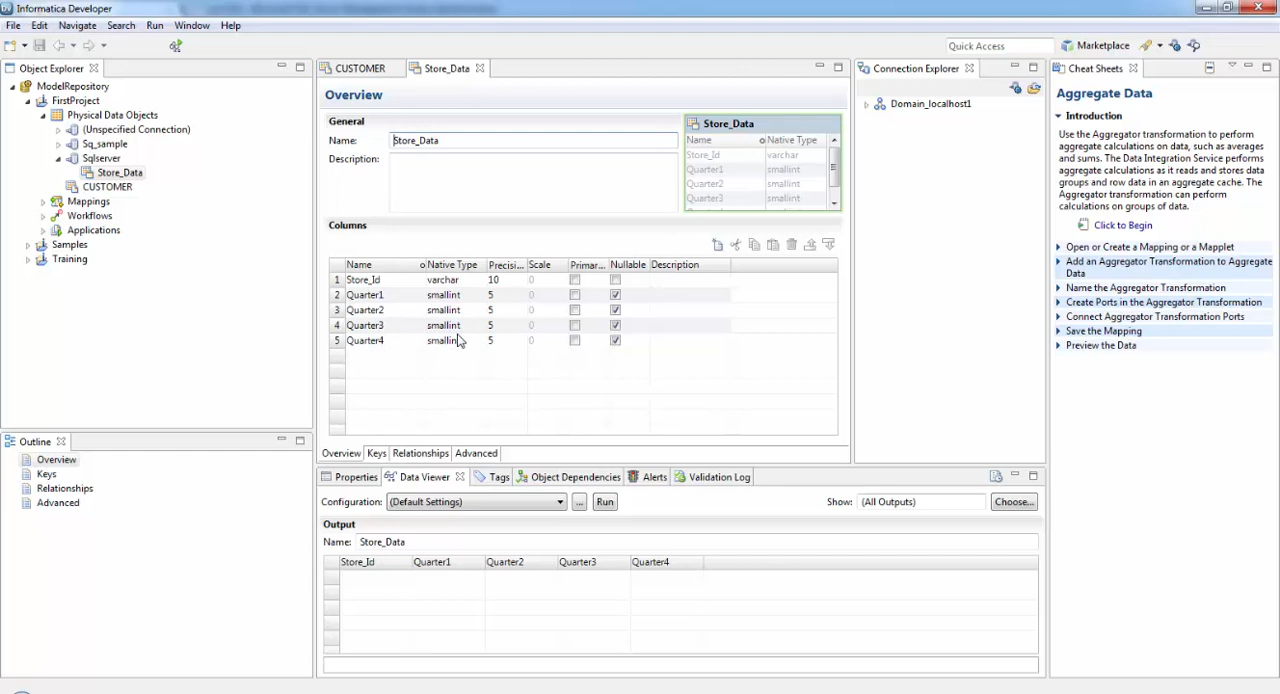 Informatica Developer
File Edit Navigate Search Run Window Help
Quick Access
Marketplace
Object Explorer
ModelRepository
FirstProject
Physical Data Objects
(Unspecified Connection)
Sq_sample
Sqlserver
Store_Data
CUSTOMER
Mappings
Workflows
Applications
Samples
Training
Outline
Overview
Keys
Relationships
Advanced
CUSTOMER Store_Data
Overview
General
Name: Store_Data
Description:
Store_Data
Name Native Type
Store_Id varchar
Quarter1 smallint
Quarter2 smallint
Quarter3 smallint
Columns
Name Native Type Precisi... Scale Primar... Nullable Description
1 Store_Id varchar 10 0
2 Quarter1 smallint 5 0
3 Quarter2 smallint 5 0
4 Quarter3 smallint 5 0
5 Quarter4 smallint 5 0
Overview Keys Relationships Advanced
Properties Data Viewer Tags Object Dependencies Alerts Validation Log
Configuration: (Default Settings) ... Run Show: (All Outputs) Choose...
Output
Name: Store_Data
Store_Id Quarter1 Quarter2 Quarter3 Quarter4
Connection Explorer
Domain_localhost1
Cheat Sheets
Aggregate Data
Introduction
Use the Aggregator transformation to perform
aggregate calculations on data, such as averages
and sums. The Data Integration Service performs
aggregate calculations as it reads and stores data
groups and row data in an aggregate cache. The
Aggregator transformation can perform
calculations on groups of data.
Click to Begin
Open or Create a Mapping or a Mapplet
Add an Aggregator Transformation to Aggregate
Data
Name the Aggregator Transformation
Create Ports in the Aggregator Transformation
Connect Aggregator Transformation Ports
Save the Mapping
Preview the Data